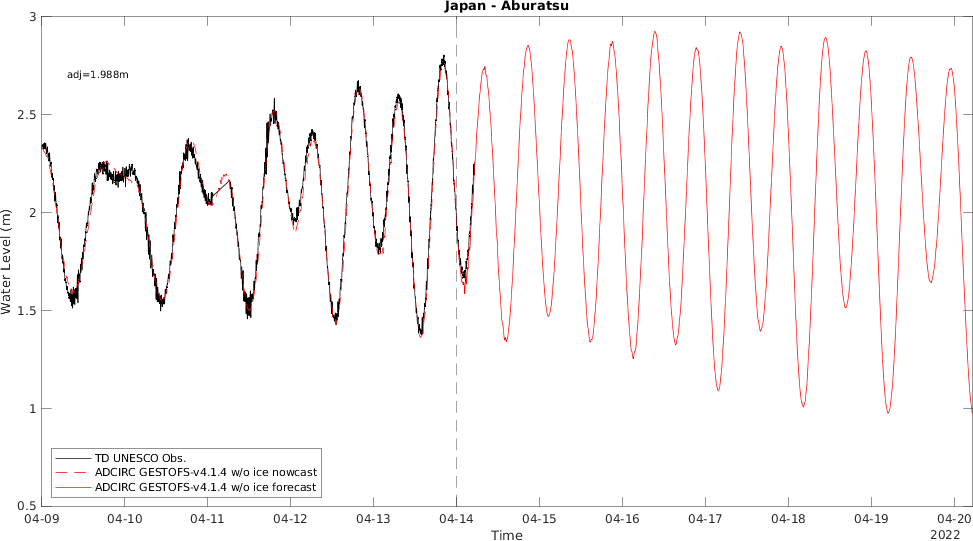 Japan - Aburatsu
adj=1.988m
3
2.5
2
1.5
1
0.5
Water Level (m)
TD UNESCO Obs.
ADCIRC GESTOFS-v4.1.4 w/o ice nowcast
ADCIRC GESTOFS-v4.1.4 w/o ice forecast
04-09 04-10 04-11 04-12 04-13 04-14 04-15 04-16 04-17 04-18 04-19 04-20
Time
2022